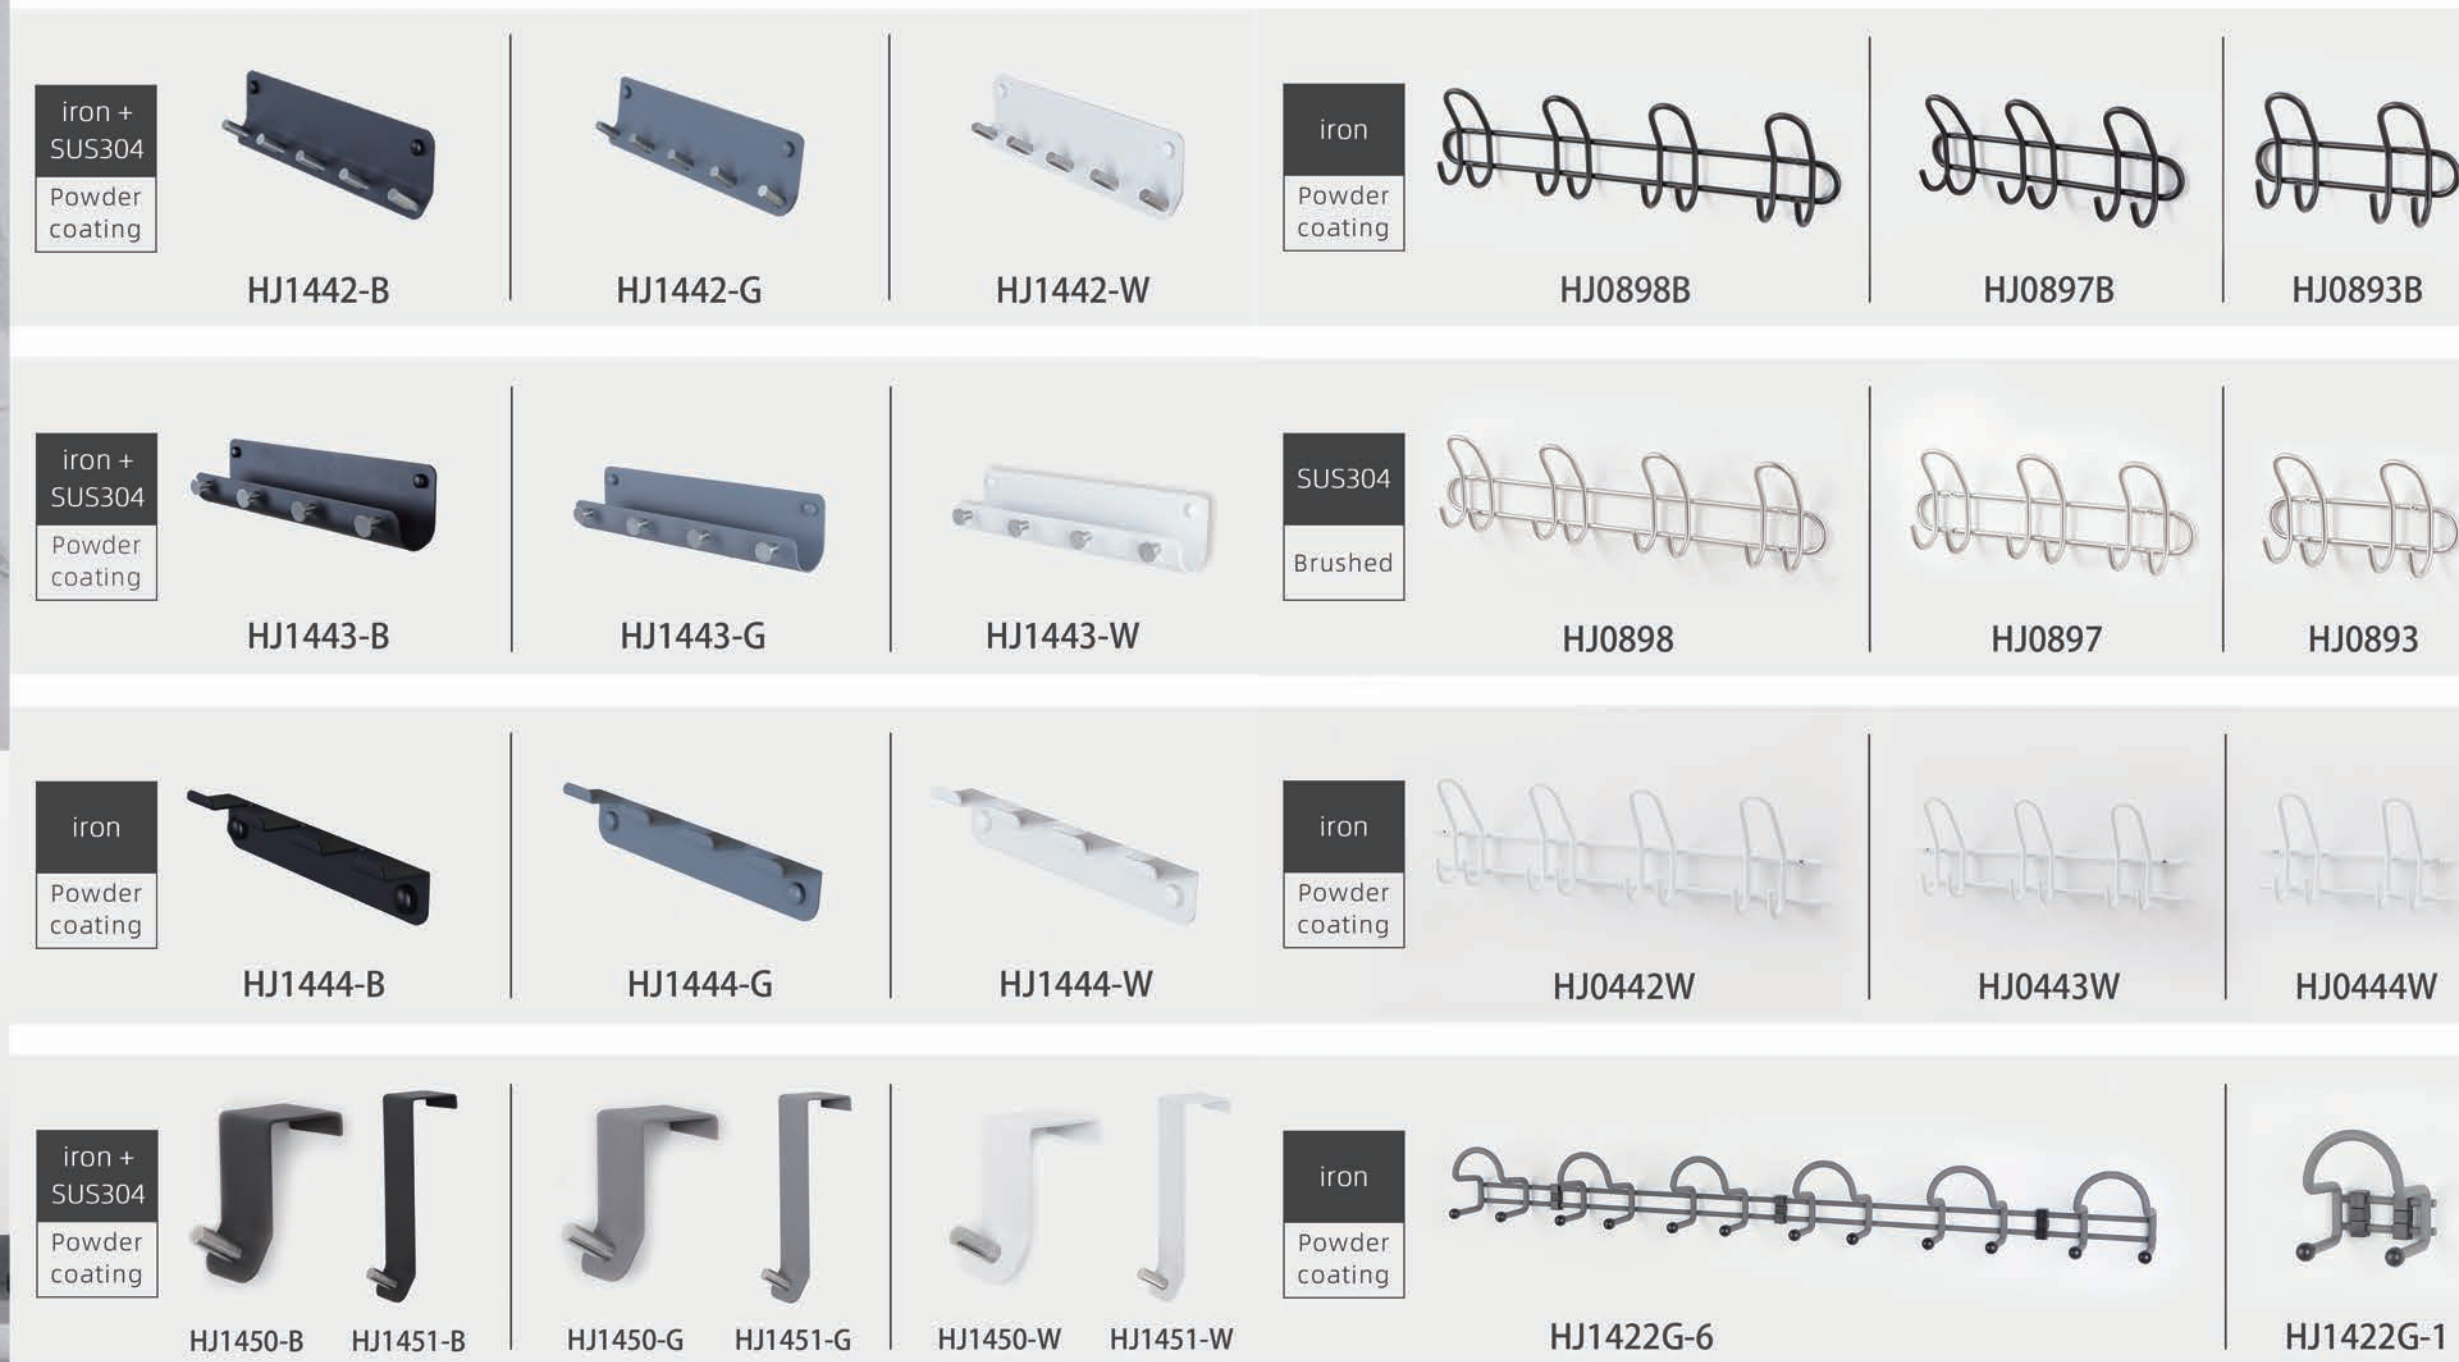 iron +
SUS304
Powder
coating
HJ1442-B
HJ1442-G
HJ1442-W
iron
Powder
coating
HJ0898B
HJ0897B
HJ0893B
iron +
SUS304
Powder
coating
HJ1443-B
HJ1443-G
HJ1443-W
SUS304
Brushed
HJ0898
HJ0897
HJ0893
iron
Powder
coating
HJ1444-B
HJ1444-G
HJ1444-W
iron
Powder
coating
HJ0442W
HJ0443W
HJ0444W
iron +
SUS304
Powder
coating
HJ1450-B
HJ1451-B
HJ1450-G
HJ1451-G
HJ1450-W
HJ1451-W
iron
Powder
coating
HJ1422G-6
HJ1422G-1